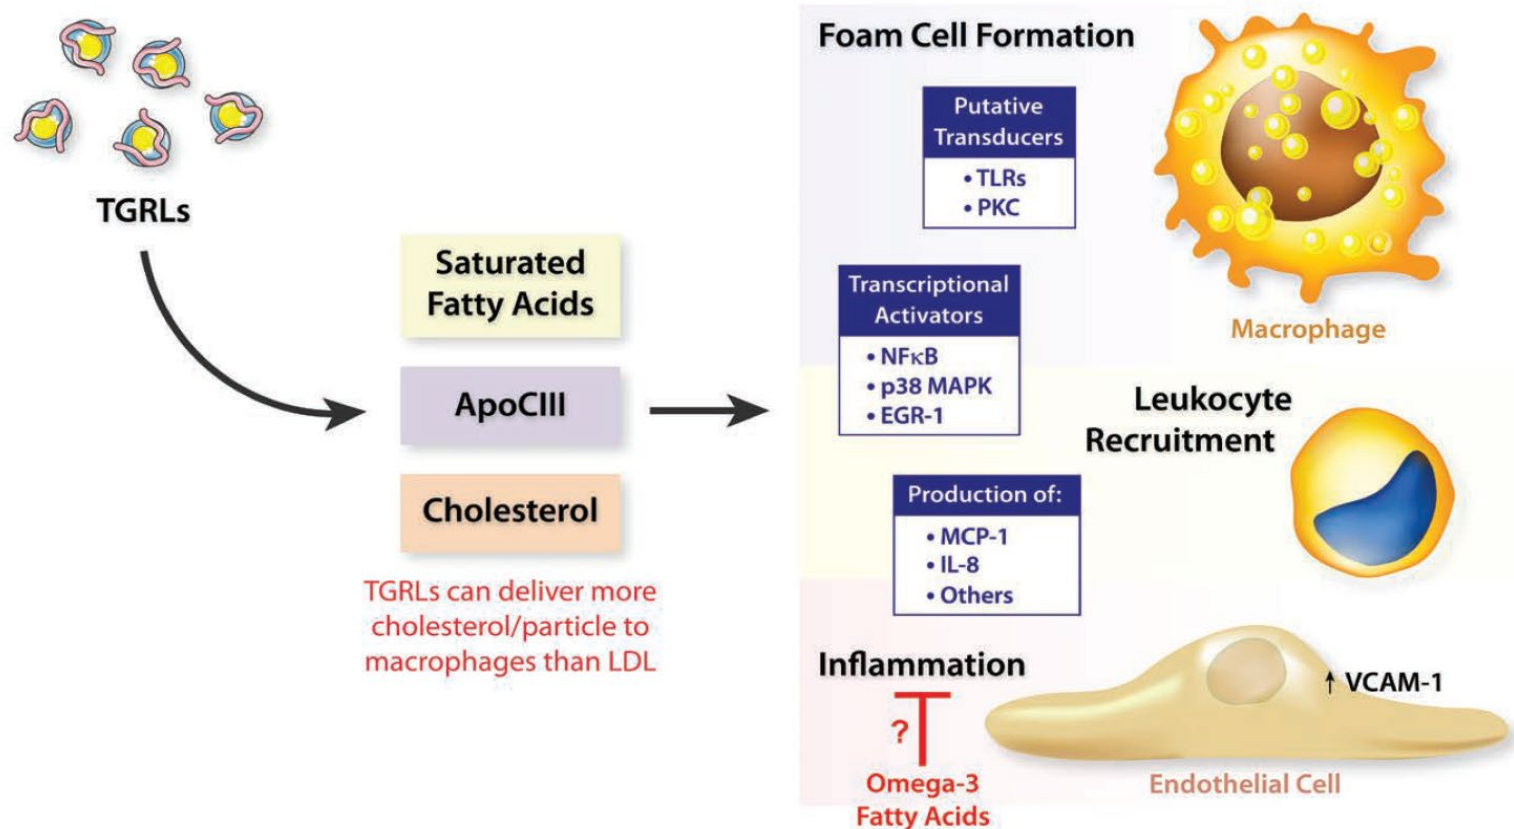 TGRLs
Saturated
Fatty Acids
ApoCIII
Cholesterol
TGRLs can deliver more
cholesterol/particle to
macrophages than LDL
Foam Cell Formation
Putative
Transducers
• TLRs
• PKC
Macrophage
Transcriptional
Activators
• NFκB
• p38 MAPK
• EGR-1
Leukocyte
Recruitment
Production of:
• MCP-1
• IL-8
• Others
Inflammation
?
Omega-3
Fatty Acids
↑ VCAM-1
Endothelial Cell